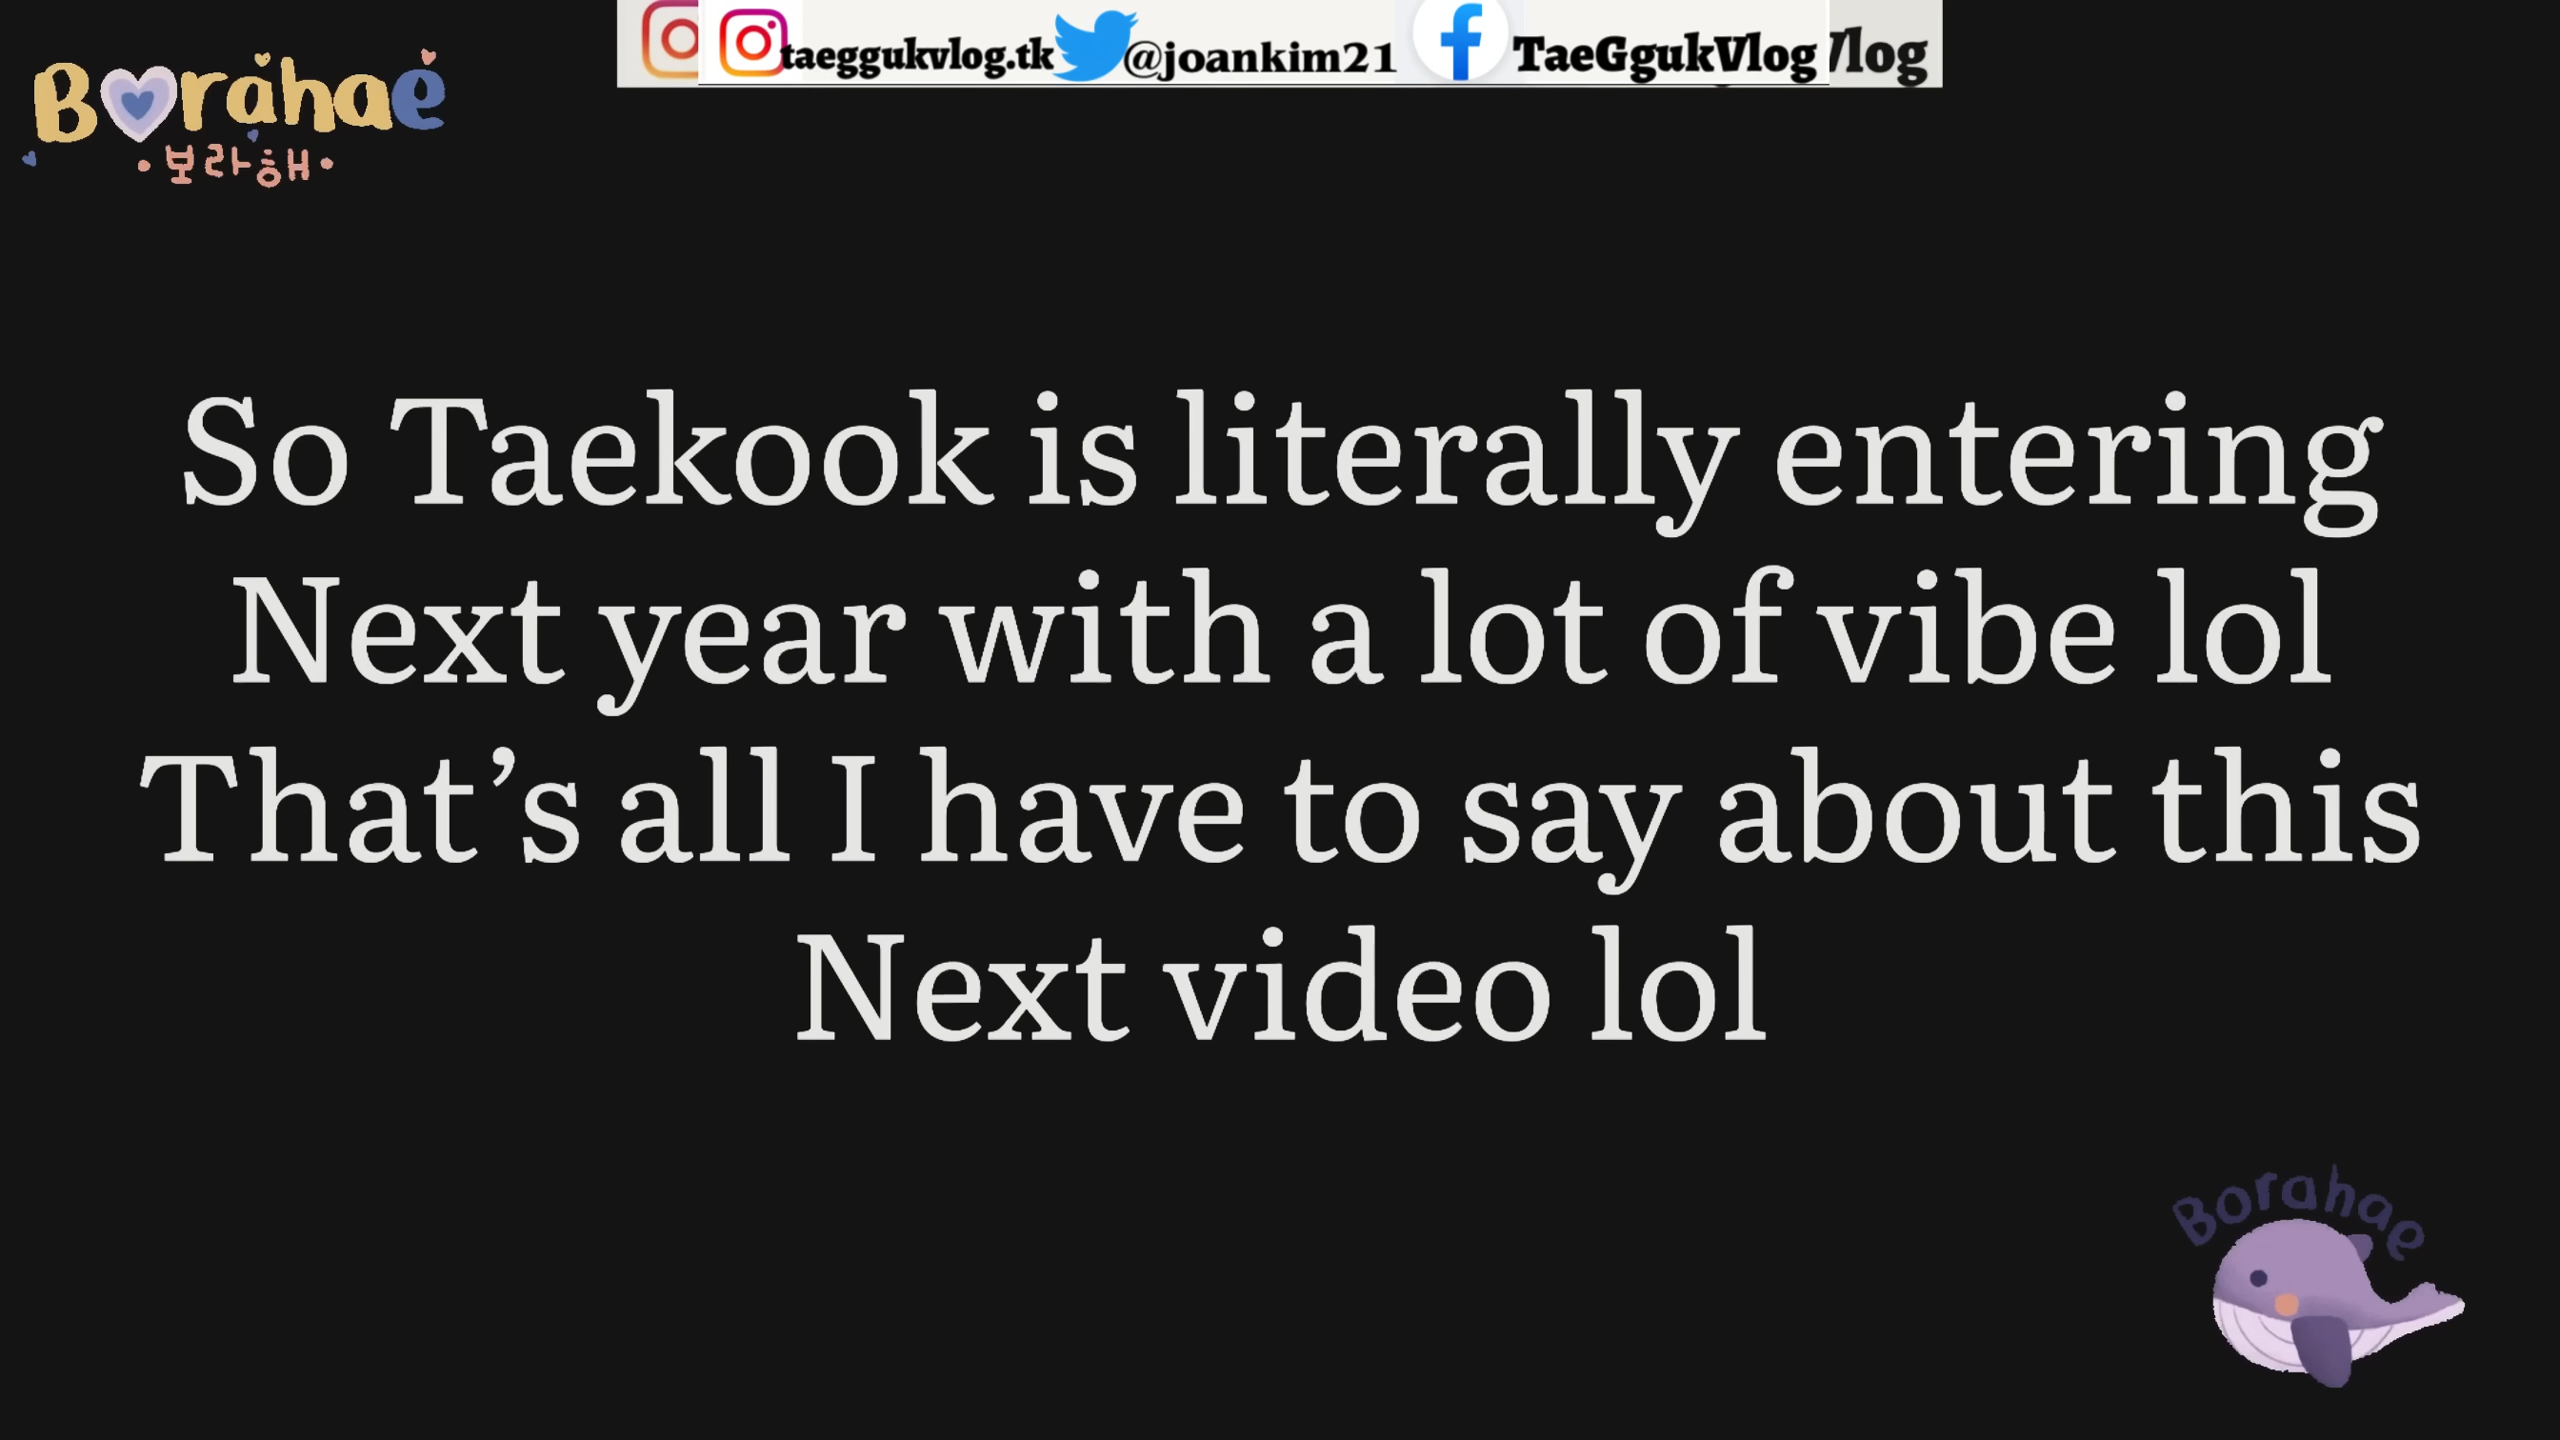 Borahae
보라해
taeggukvlog.tk @joankim21 TaeGgukVlog Vlog
So Taekook is literally entering
Next year with a lot of vibe lol
That’s all I have to say about this
Next video lol
Borahae